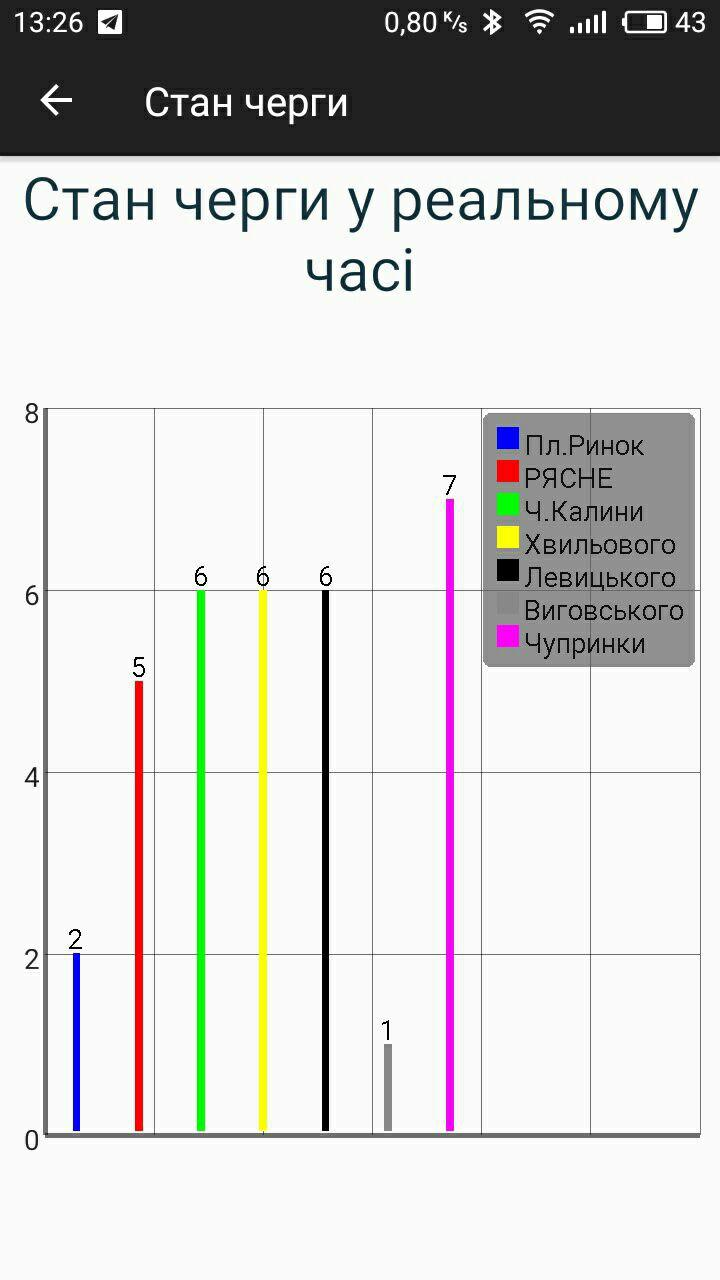 13:26 0,80 K/s 43
Стан черги
Стан черги у реальному
часі
8
Пл.Ринок
7
РЯСНЕ
Ч.Калини
Хвильового
6 6 6
Левицького
6
Виговського
Чупринки
5
4
2
2
1
0